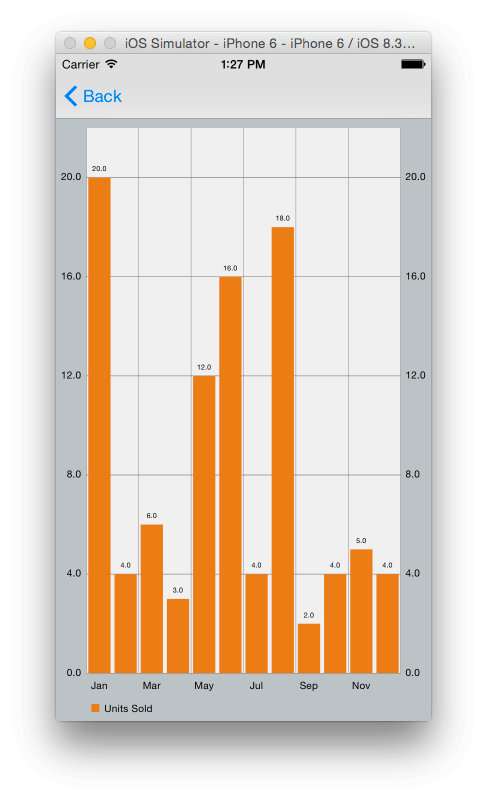 iOS Simulator - iPhone 6 - iPhone 6 / iOS 8.3...
Carrier 1:27 PM
Back
20.0
20.0 20.0
18.0
16.0
16.0 16.0
12.0
12.0 12.0
8.0 8.0
6.0
5.0
4.0 4.0 4.0 4.0
4.0 4.0
3.0
2.0
0.0 0.0
Jan Mar May Jul Sep Nov
Units Sold